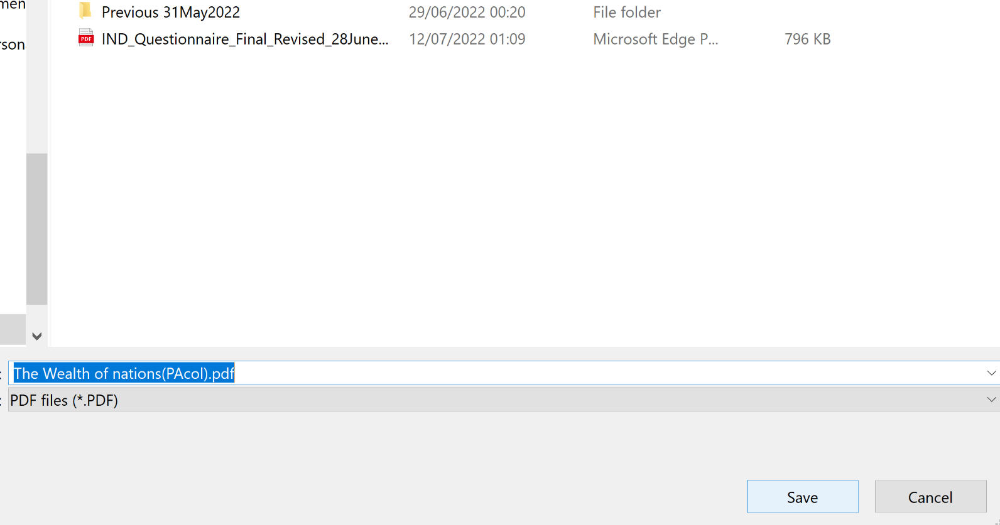 men
Previous 31May2022 29/06/2022 00:20 File folder
PDF IND_Questionnaire_Final_Revised_28June... 12/07/2022 01:09 Microsoft Edge P... 796 KB
rson
: The Wealth of nations(PAcol).pdf
: PDF files (*.PDF)
Save Cancel